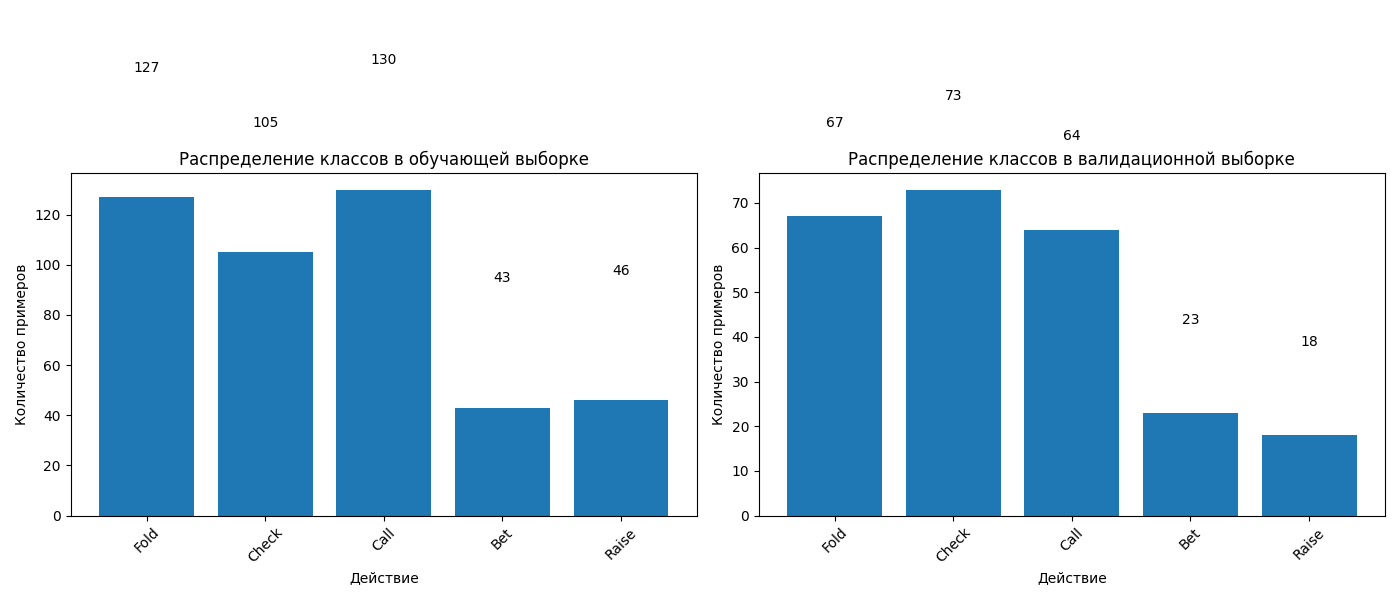 127
105
130
43
46
Распределение классов в обучающей выборке
Количество примеров
120
100
80
60
40
20
0
Fold
Check
Call
Bet
Raise
Действие
67
73
64
23
18
Распределение классов в валидационной выборке
Количество примеров
70
60
50
40
30
20
10
0
Fold
Check
Call
Bet
Raise
Действие